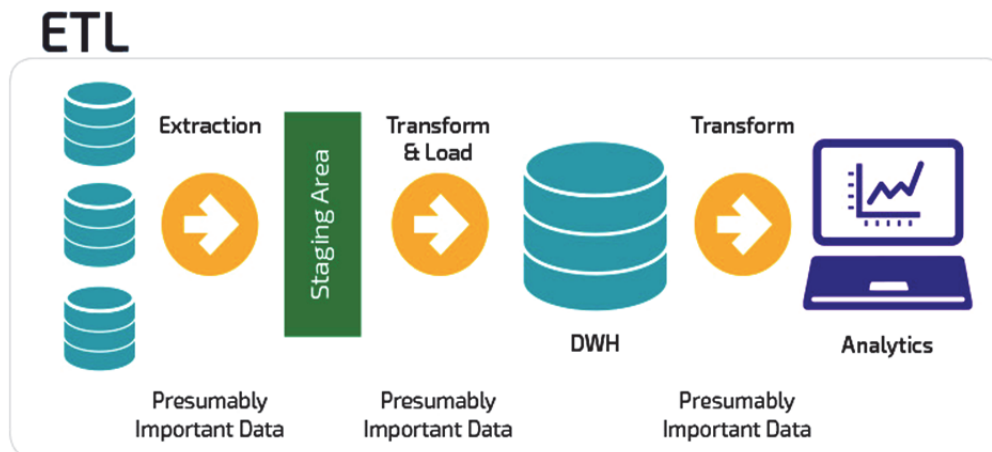 ETL
Extraction
Staging Area
Transform
& Load
DWH
Transform
Analytics
Presumably
Important Data
Presumably
Important Data
Presumably
Important Data